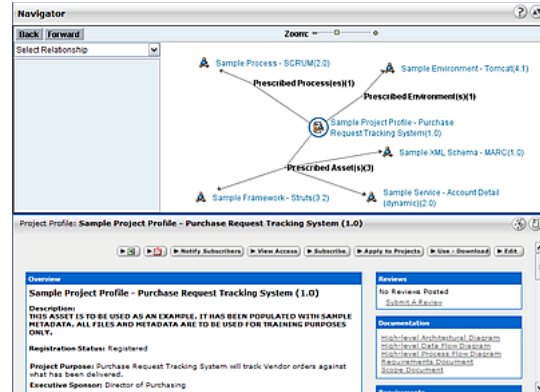 Navigator
Back Forward
Zoom:
Select Relationship
Sample Process - SCRUM(2.0)
Sample Environment - Tomcat(4.1)
Prescribed Process(es)(1)
Prescribed Environment(s)(1)
Sample Project Profile - Purchase
Request Tracking System(1.0)
Sample XML Schema - MARC(1.0)
Prescribed Asset(s)(3)
Sample Framework - Struts(3.2)
Sample Service - Account Detail
(dynamic)(2.0)
Project Profile: Sample Project Profile - Purchase Request Tracking System (1.0)
Notify Subscribers View Access Subscribe Apply to Projects Use - Download Edit
Overview
Sample Project Profile - Purchase Request Tracking System (1.0)
Description:
THIS ASSET IS TO BE USED AS AN EXAMPLE. IT HAS BEEN POPULATED WITH SAMPLE
METADATA. ALL FILES AND METADATA ARE TO BE USED FOR TRAINING PURPOSES
ONLY.
Registration Status: Registered
Project Purpose: Purchase Request Tracking System will track Vendor orders against
what has been delivered.
Executive Sponsor: Director of Purchasing
Reviews
No Reviews Posted
Submit A Review
Documentation
High-level Architectural Diagram
High-level Data Flow Diagram
High-level Process Flow Diagram
Requirements Document
Scope Document